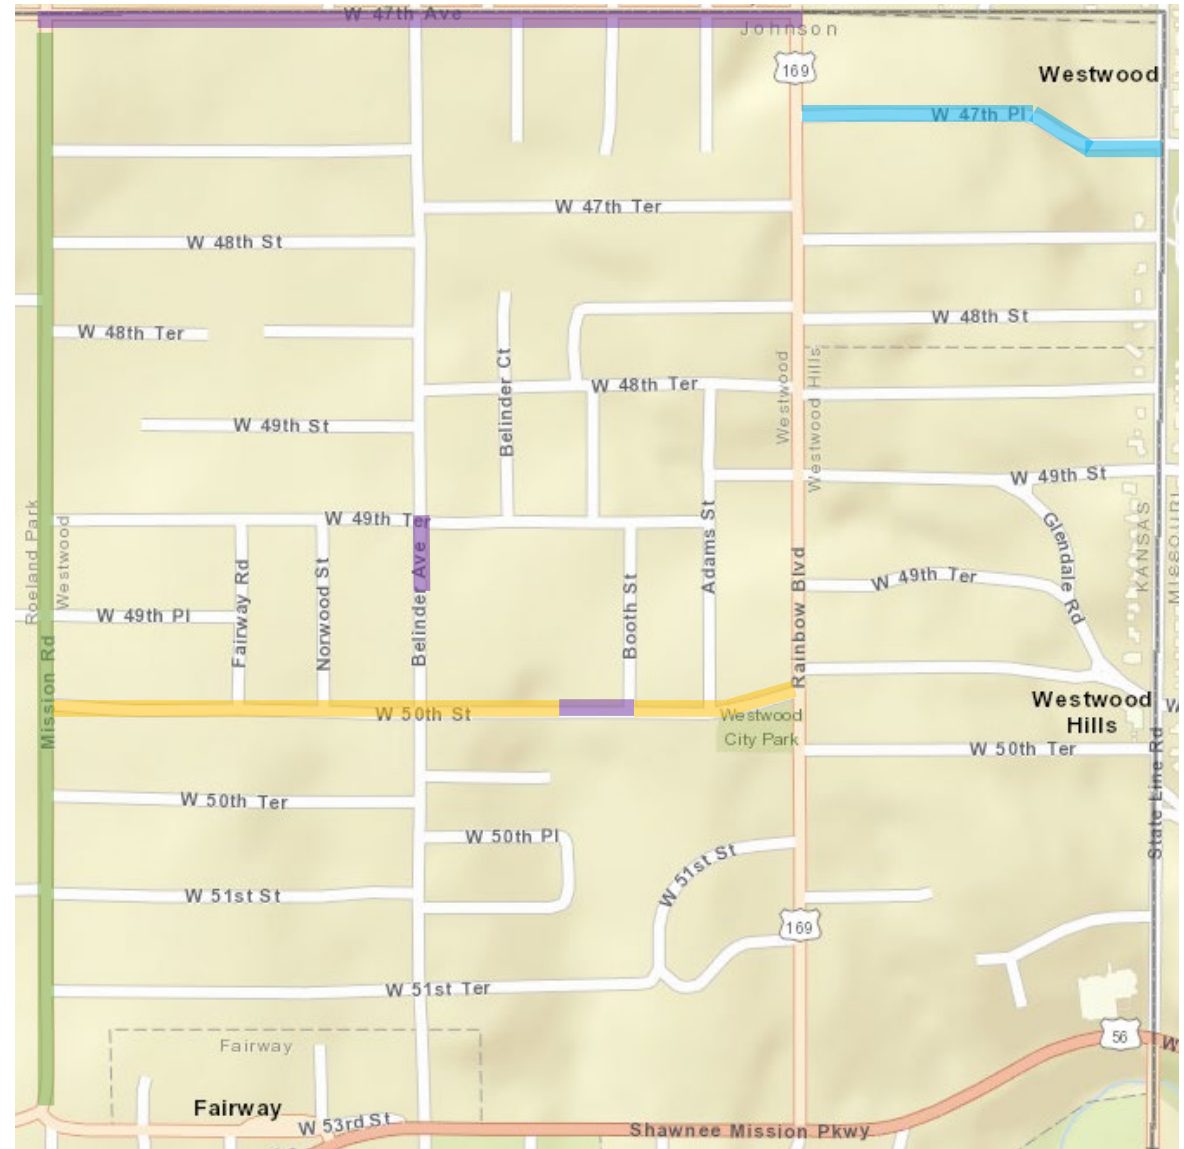 W 47th Ave
Johnson
169
Westwood
W 47th Pl
W 47th Ter
W 48th St
W 48th St
W 48th Ter
Belinder Ct
W 48th Ter
Westwood
Westwood Hills
W 49th St
W 49th St
Roeland Park
Westwood
W 49th Ter
Adams St
Glendale Rd
KANSAS
MISSOURI
W 49th Pl
Fairway Rd
Norwood St
Belinder Ave
Booth St
Rainbow Blvd
W 49th Ter
Mission Rd
W 50th St
Westwood
City Park
Westwood
Hills
W
W 50th Ter
State Line Rd
W 50th Ter
W 50th Pl
W 51st St
W 51st St
169
W 51st Ter
Fairway
56
W
Fairway
W 53rd St
Shawnee Mission Pkwy